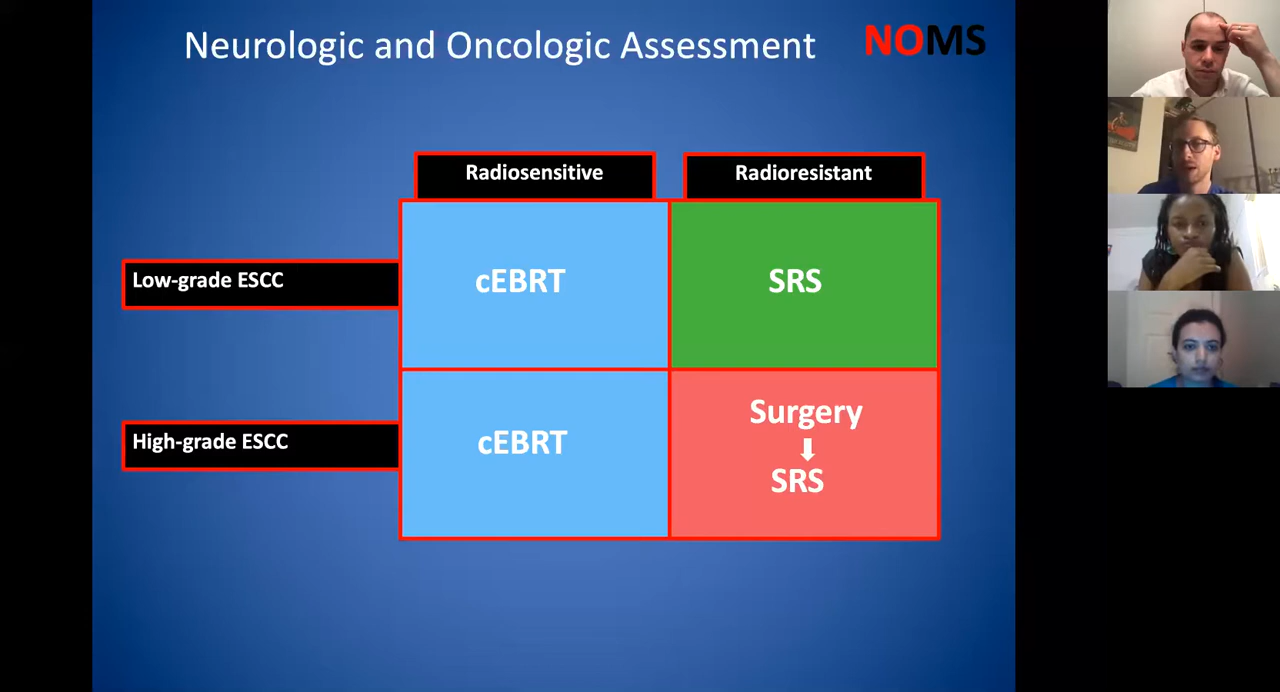 Neurologic and Oncologic Assessment
NOMS
Radiosensitive
Radioresistant
Low-grade ESCC
cEBRT
SRS
High-grade ESCC
cEBRT
Surgery
SRS